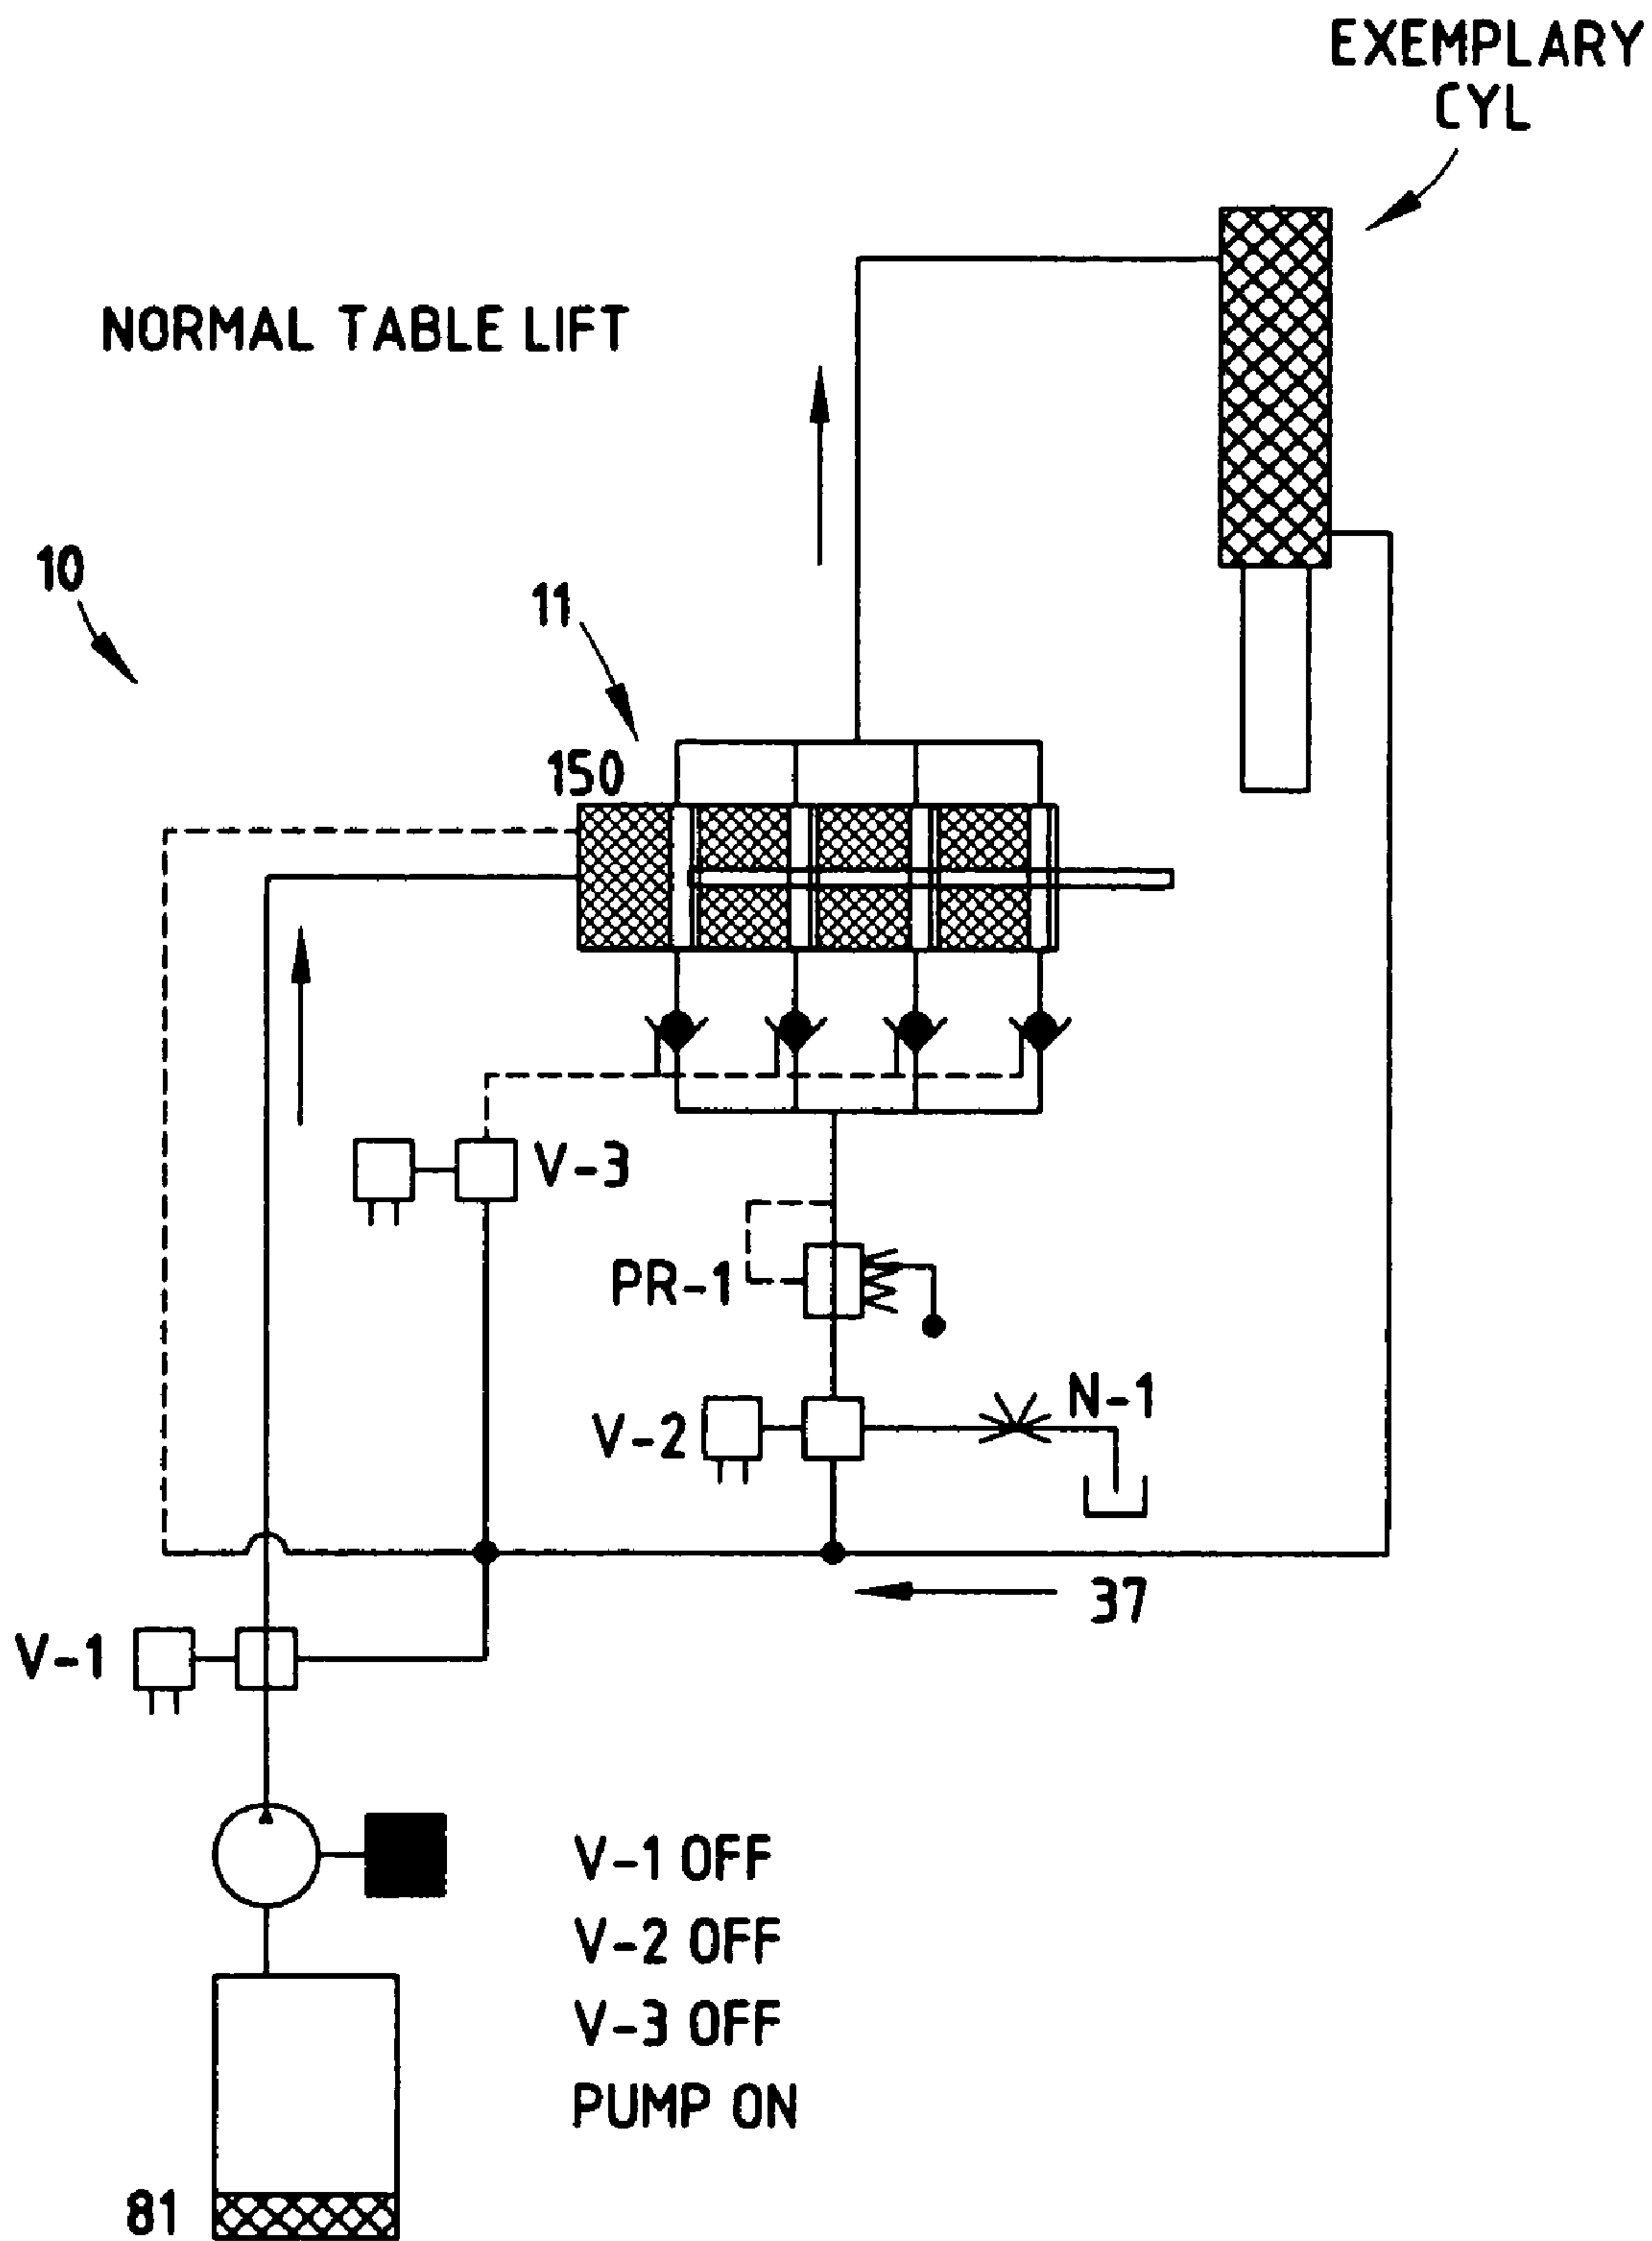 EXEMPLARY
CYL
NORMAL TABLE LIFT
10
11
150
V-3
PR-1
N-1
V-2
37
V-1
V-1 OFF
V-2 OFF
V-3 OFF
PUMP ON
81